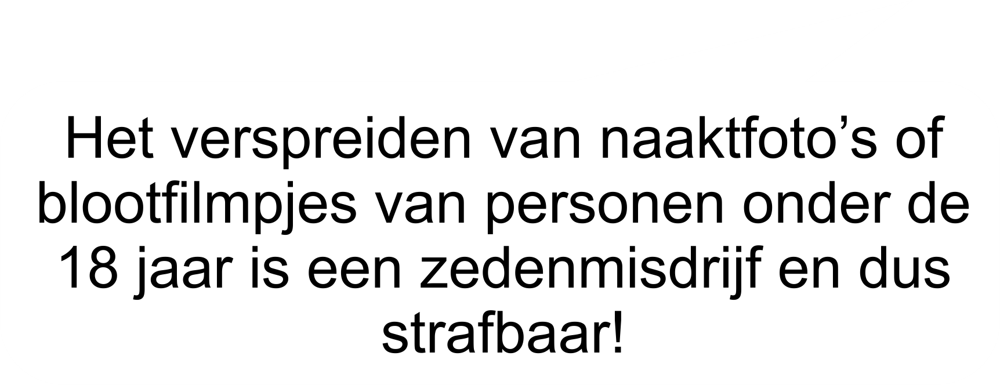 Het verspreiden van naaktfoto’s of
blootfilmpjes van personen onder de
18 jaar is een zedenmisdrijf en dus
strafbaar!